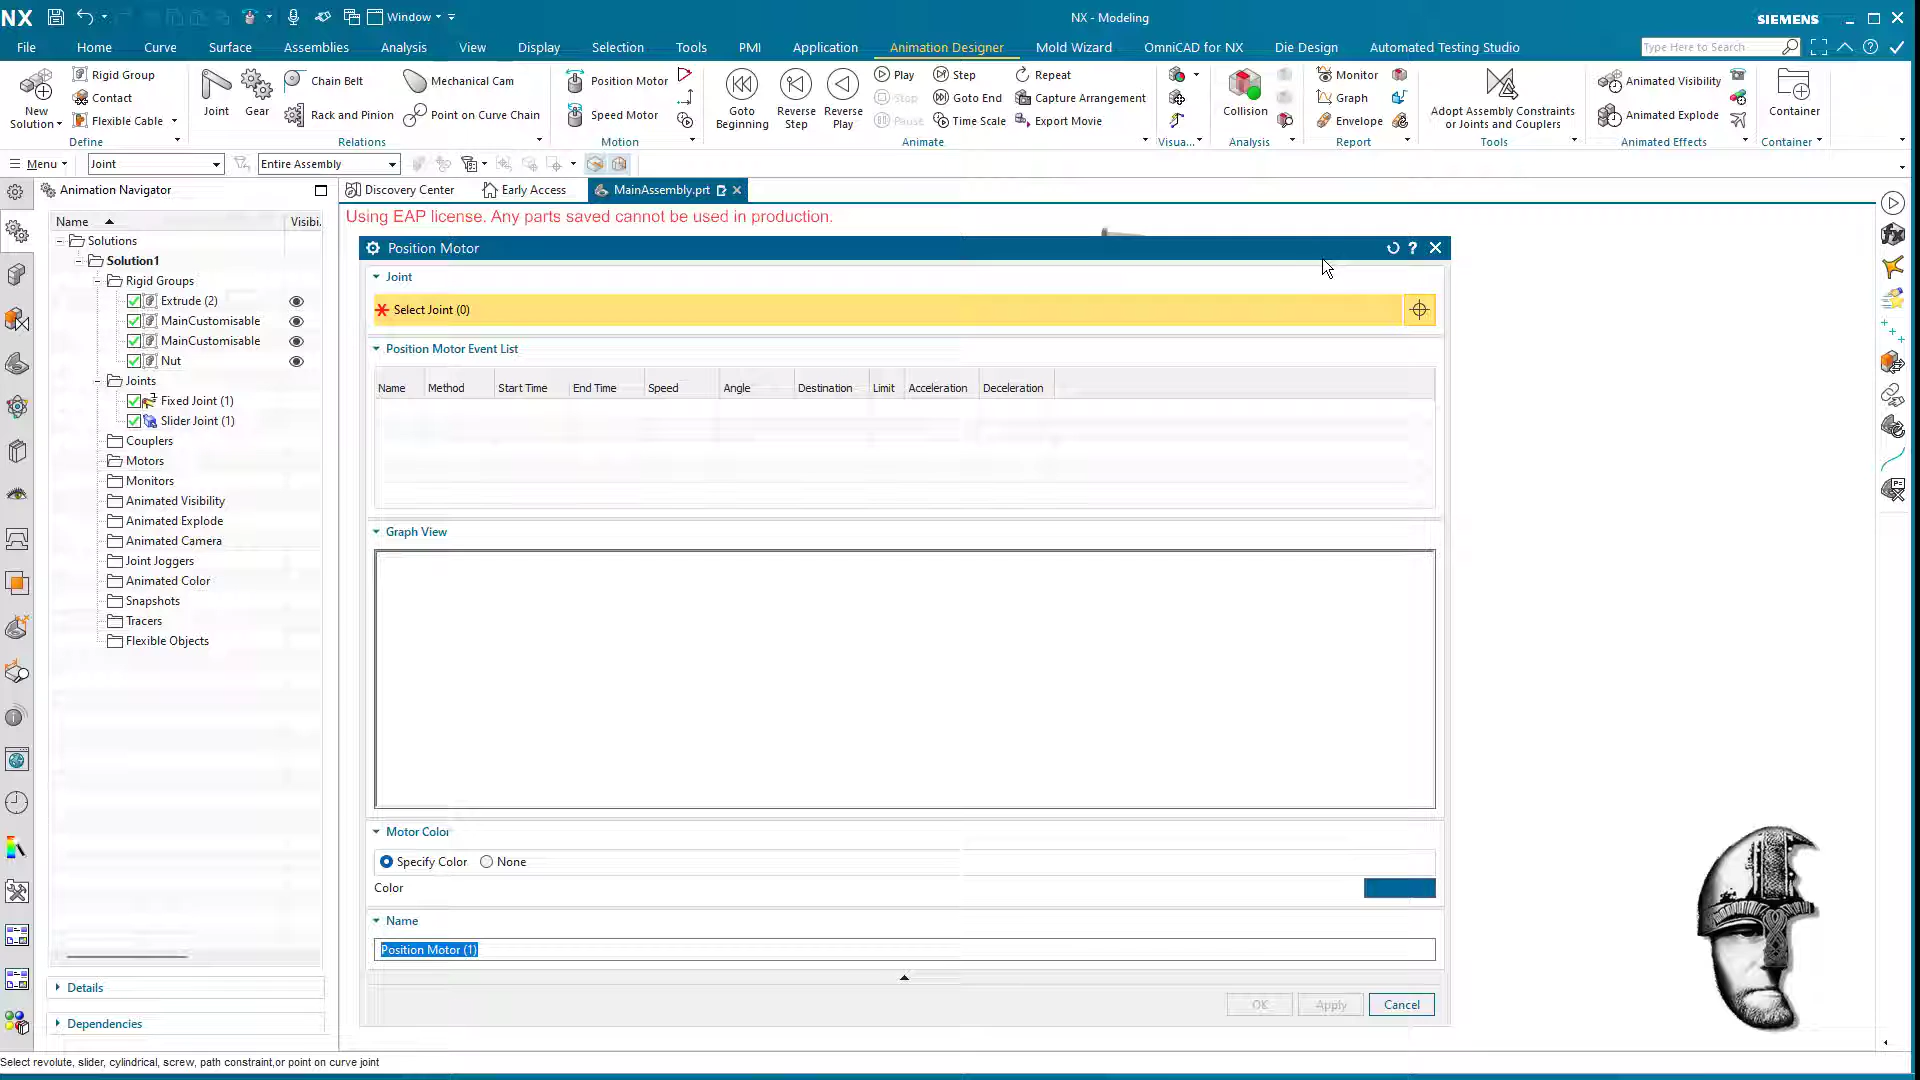 NX
Window
NX - Modeling
SIEMENS
File
Home
Curve
Surface
Assemblies
Analysis
View
Display
Selection
Tools
PMI
Application
Animation Designer
Mold Wizard
OmniCAD for NX
Die Design
Automated Testing Studio
Type Here to Search
New
Solution
Rigid Group
Contact
Flexible Cable
Define
Joint
Gear
Chain Belt
Rack and Pinion
Mechanical Cam
Point on Curve Chain
Relations
Position Motor
Speed Motor
Motion
Goto
Beginning
Reverse
Step
Reverse
Play
Play
Stop
Pause
Step
Goto End
Time Scale
Repeat
Capture Arrangement
Export Movie
Animate
Visua...
Collision
Analysis
Monitor
Graph
Envelope
Report
Adopt Assembly Constraints
or Joints and Couplers
Tools
Animated Visibility
Animated Explode
Animated Effects
Container
Container
Menu
Joint
Entire Assembly
Animation Navigator
Discovery Center
Early Access
MainAssembly.prt
Using EAP license. Any parts saved cannot be used in production.
Name
Visibi.
Solutions
Solution1
Rigid Groups
Extrude (2)
MainCustomisable
MainCustomisable
Nut
Joints
Fixed Joint (1)
Slider Joint (1)
Couplers
Motors
Monitors
Animated Visibility
Animated Explode
Animated Camera
Joint Joggers
Animated Color
Snapshots
Tracers
Flexible Objects
Details
Dependencies
Position Motor
Joint
Select Joint (0)
Position Motor Event List
Name
Method
Start Time
End Time
Speed
Angle
Destination
Limit
Acceleration
Deceleration
Graph View
Motor Color
Specify Color
None
Color
Name
Position Motor (1)
OK
Apply
Cancel
Select revolute, slider, cylindrical, screw, path constraint,or point on curve joint